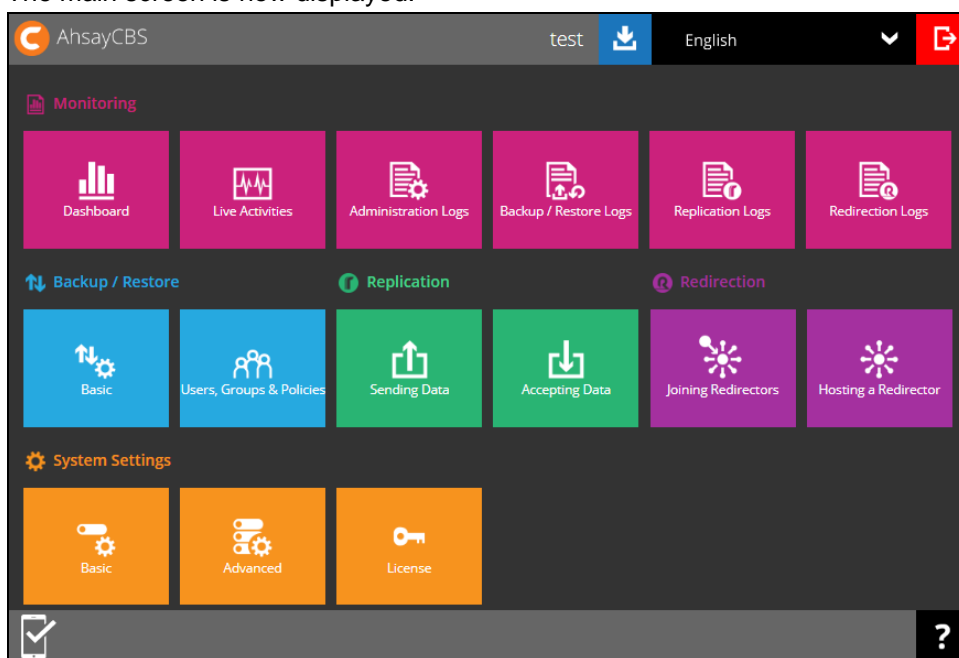 The main screen is now displayed.
AhsayCBS test English
Monitoring
Dashboard Live Activities Administration Logs Backup / Restore Logs Replication Logs Redirection Logs
Backup / Restore Replication Redirection
Basic Users, Groups & Policies Sending Data Accepting Data Joining Redirectors Hosting a Redirector
System Settings
Basic Advanced License
?